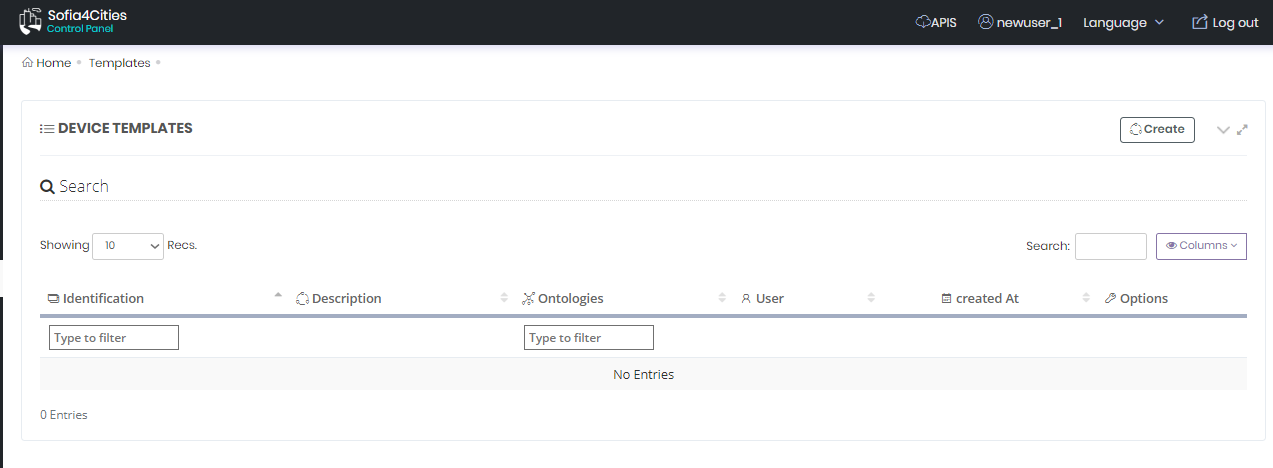 Sofia4Cities
Control Panel
APIS newuser_1 Language Log out
Home Templates
DEVICE TEMPLATES
Create
Search
Showing 10 Recs.
Search: Columns
Identification Description Ontologies User created At Options
Type to filter Type to filter
No Entries
0 Entries